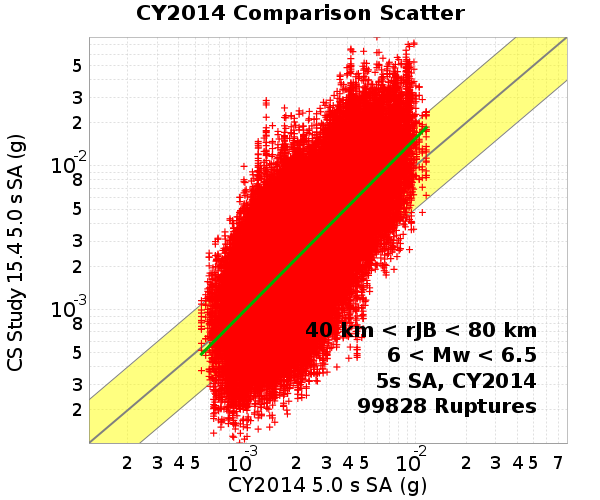 CY2014 Comparison Scatter
CS Study 15.4 5.0 s SA (g)
5
3
2
10-2
8
5
3
2
10-3
8
5
3
2
40 km < rJB < 80 km
6 < Mw < 6.5
5s SA, CY2014
99828 Ruptures
2 3 4 5 10-3 2 3 4 5 10-2 2 3 4 5 7
CY2014 5.0 s SA (g)